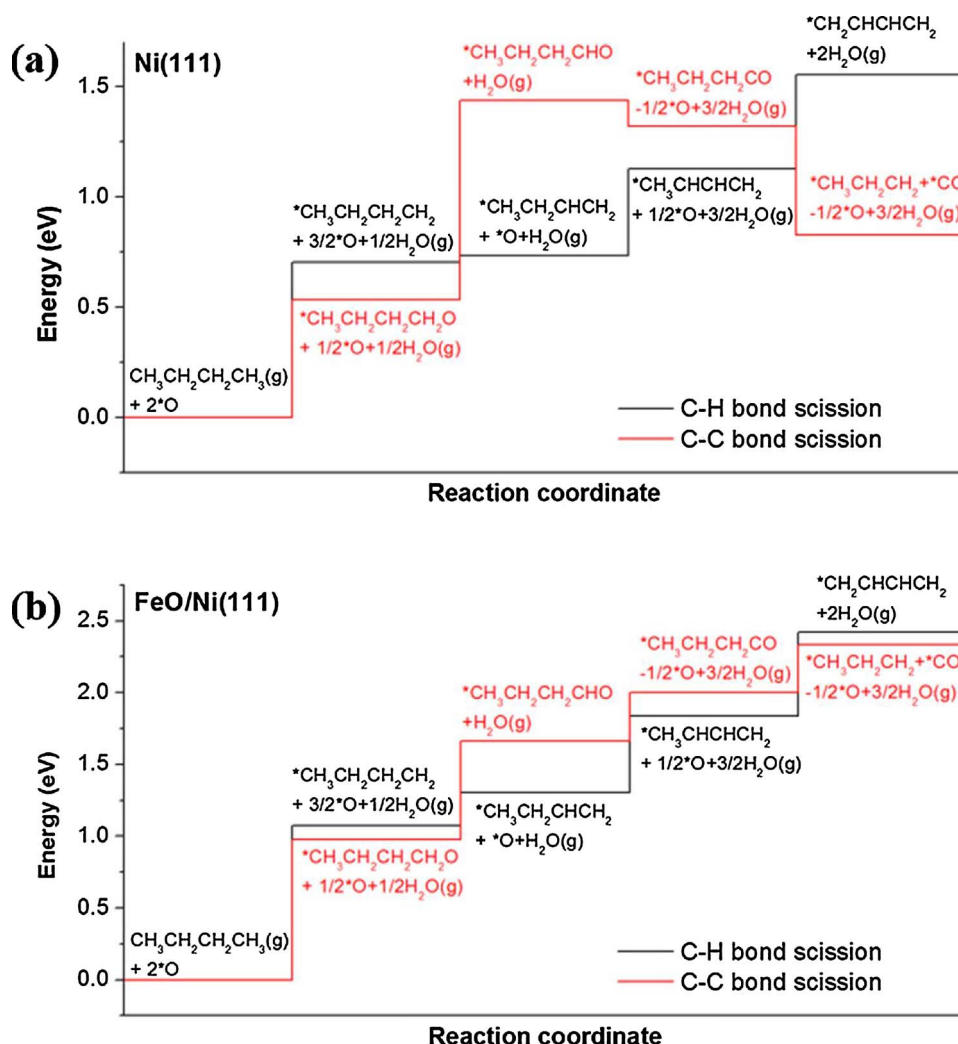 (a)
Ni(111)
Energy (eV)
1.5
1.0
0.5
0.0
*CH₃CH₂CH₂CHO
+H₂O(g)
*CH₃CH₂CH₂CO
-1/2*O+3/2H₂O(g)
*CH₂CHCHCH₂
+2H₂O(g)
*CH₃CH₂CH₂CH₂
+ 3/2*O+1/2H₂O(g)
*CH₃CH₂CHCH₂
+ *O+H₂O(g)
*CH₃CHCHCH₂
+ 1/2*O+3/2H₂O(g)
*CH₃CH₂CH₂+*CO
-1/2*O+3/2H₂O(g)
*CH₃CH₂CH₂CH₂O
+ 1/2*O+1/2H₂O(g)
CH₃CH₂CH₂CH₃(g)
+ 2*O
C-H bond scission
C-C bond scission
Reaction coordinate
(b)
FeO/Ni(111)
Energy (eV)
2.5
2.0
1.5
1.0
0.5
0.0
*CH₂CHCHCH₂
+2H₂O(g)
*CH₃CH₂CH₂CO
-1/2*O+3/2H₂O(g)
*CH₃CH₂CH₂+*CO
-1/2*O+3/2H₂O(g)
*CH₃CH₂CH₂CHO
+H₂O(g)
*CH₃CHCHCH₂
+ 1/2*O+3/2H₂O(g)
*CH₃CH₂CH₂CH₂
+ 3/2*O+1/2H₂O(g)
*CH₃CH₂CHCH₂
+ *O+H₂O(g)
*CH₃CH₂CH₂CH₂O
+ 1/2*O+1/2H₂O(g)
CH₃CH₂CH₂CH₃(g)
+ 2*O
C-H bond scission
C-C bond scission
Reaction coordinate